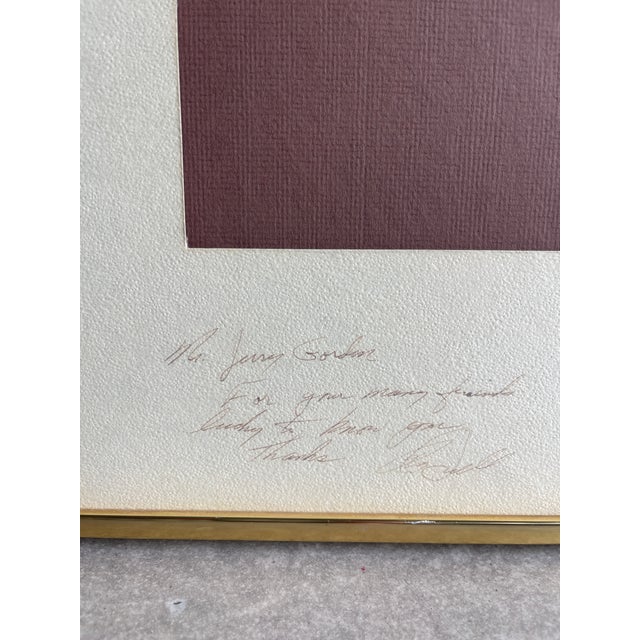 Mr. Jerry Gordon
For your many friends
lucky to know you,
Thanks